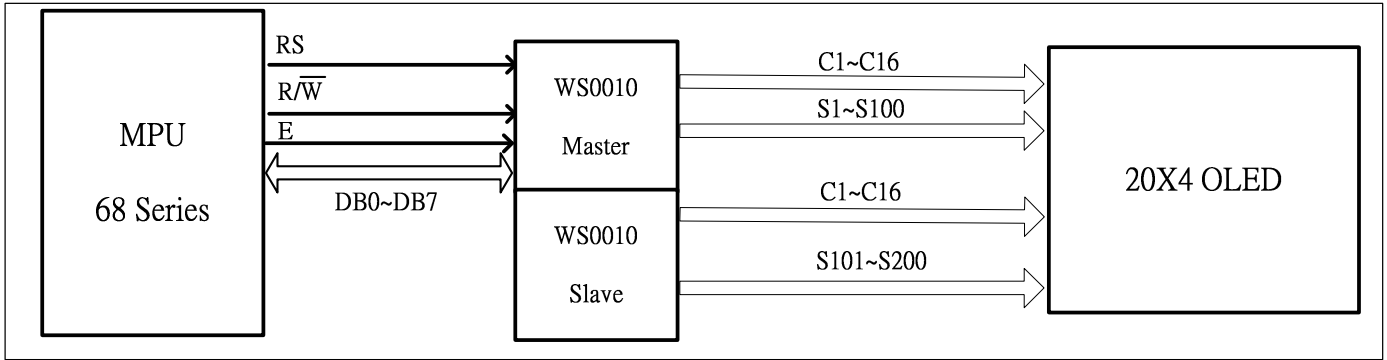 MPU
68 Series
RS
R/W̅
E
DB0~DB7
WS0010
Master
WS0010
Slave
C1~C16
S1~S100
C1~C16
S101~S200
20X4 OLED